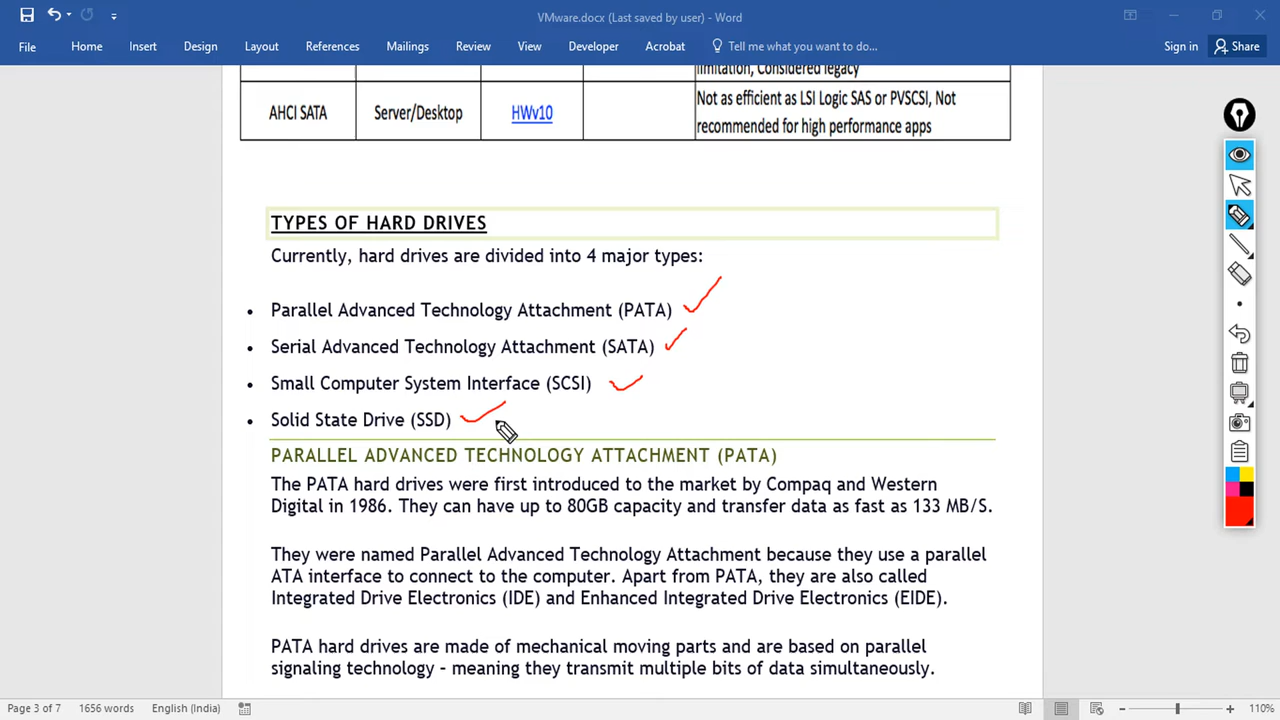 VMware.docx (Last saved by user) - Word
File Home Insert Design Layout References Mailings Review View Developer Acrobat Tell me what you want to do... Sign in Share
limitation, Considered legacy
AHCI SATA Server/Desktop HWv10 Not as efficient as LSI Logic SAS or PVSCSI, Not
recommended for high performance apps
TYPES OF HARD DRIVES
Currently, hard drives are divided into 4 major types:
• Parallel Advanced Technology Attachment (PATA)
• Serial Advanced Technology Attachment (SATA)
• Small Computer System Interface (SCSI)
• Solid State Drive (SSD)
PARALLEL ADVANCED TECHNOLOGY ATTACHMENT (PATA)
The PATA hard drives were first introduced to the market by Compaq and Western
Digital in 1986. They can have up to 80GB capacity and transfer data as fast as 133 MB/S.
They were named Parallel Advanced Technology Attachment because they use a parallel
ATA interface to connect to the computer. Apart from PATA, they are also called
Integrated Drive Electronics (IDE) and Enhanced Integrated Drive Electronics (EIDE).
PATA hard drives are made of mechanical moving parts and are based on parallel
signaling technology – meaning they transmit multiple bits of data simultaneously.
Page 3 of 7 1656 words English (India) 110%